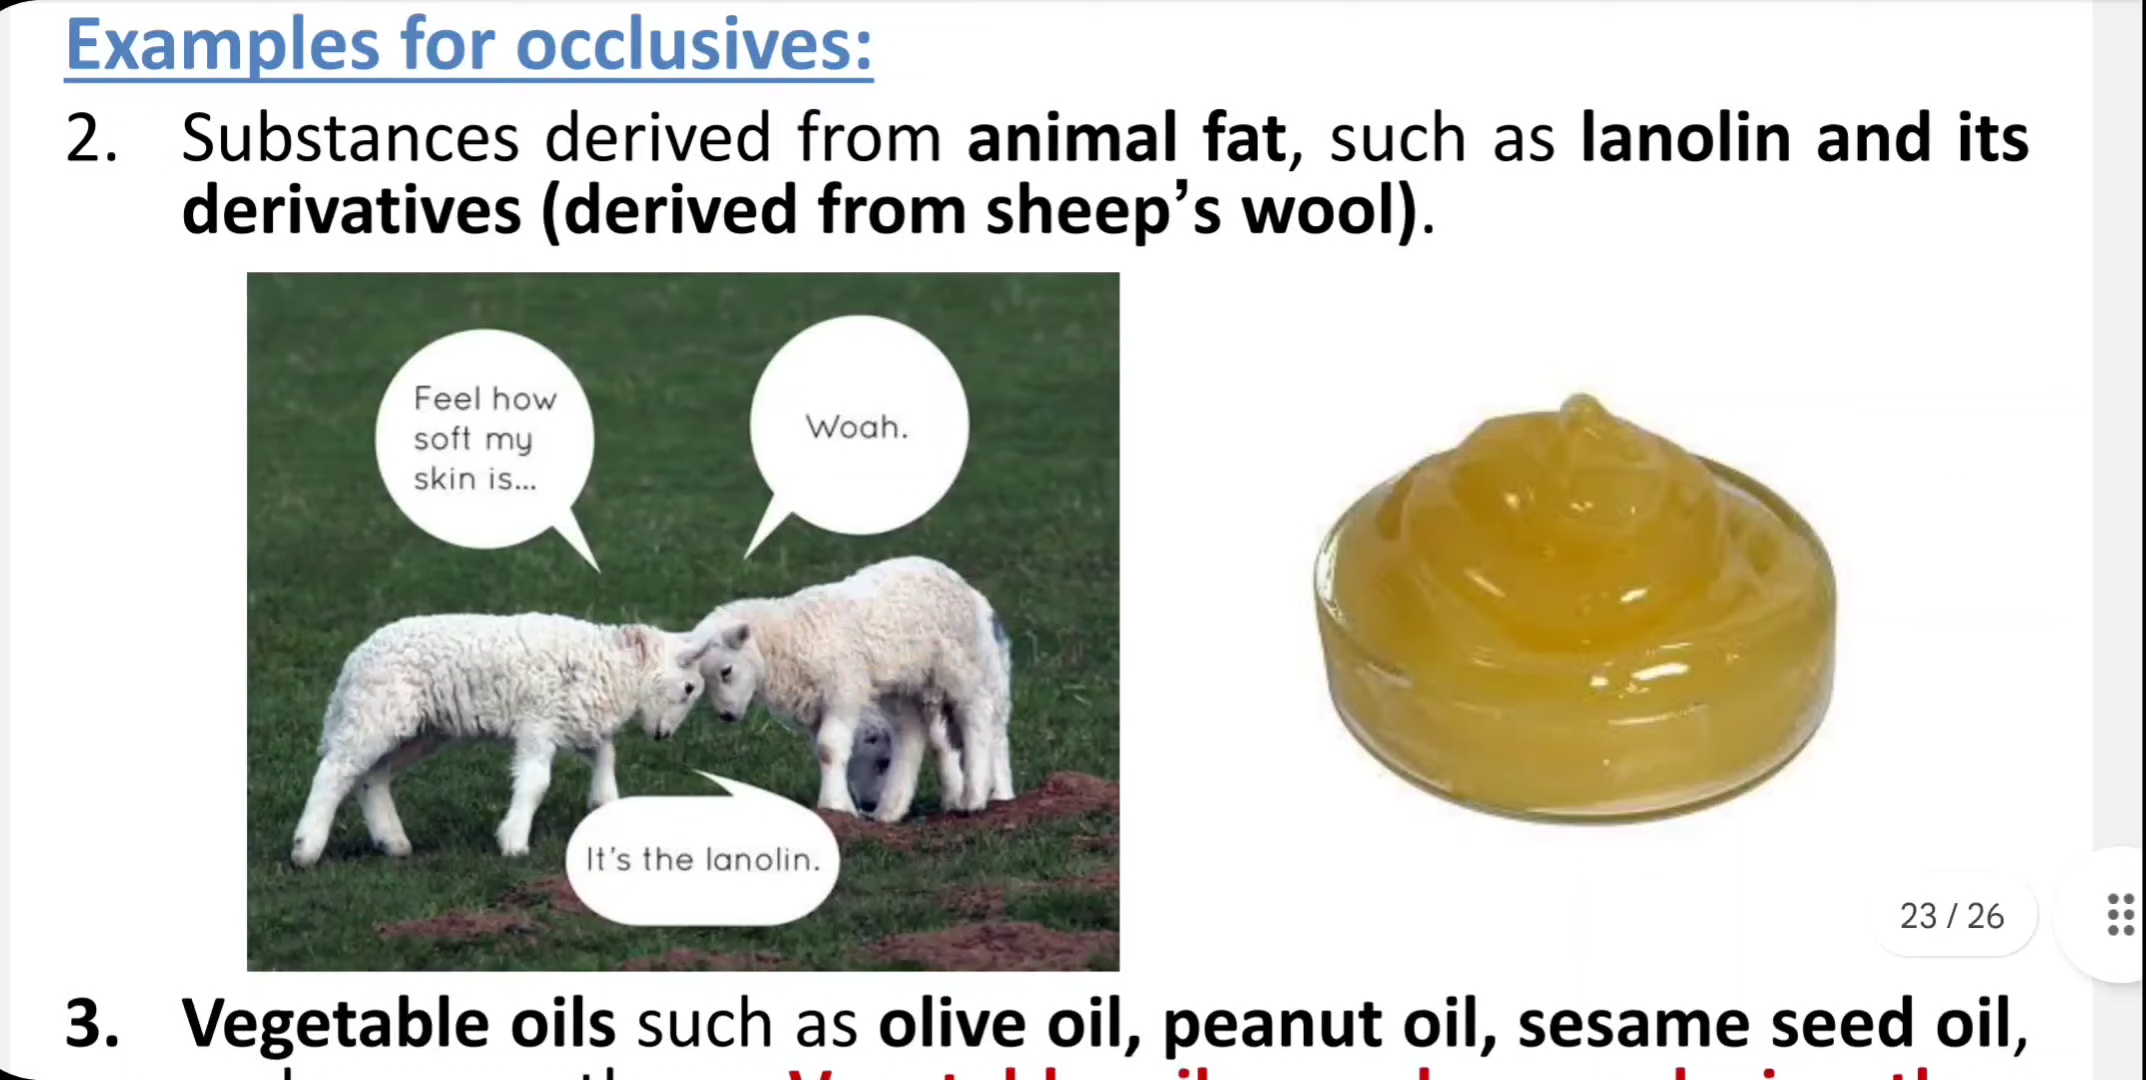 Examples for occlusives:
2. Substances derived from animal fat, such as lanolin and its
derivatives (derived from sheep’s wool).
Feel how
soft my
skin is...
Woah.
It's the lanolin.
23 / 26
3. Vegetable oils such as olive oil, peanut oil, sesame seed oil,